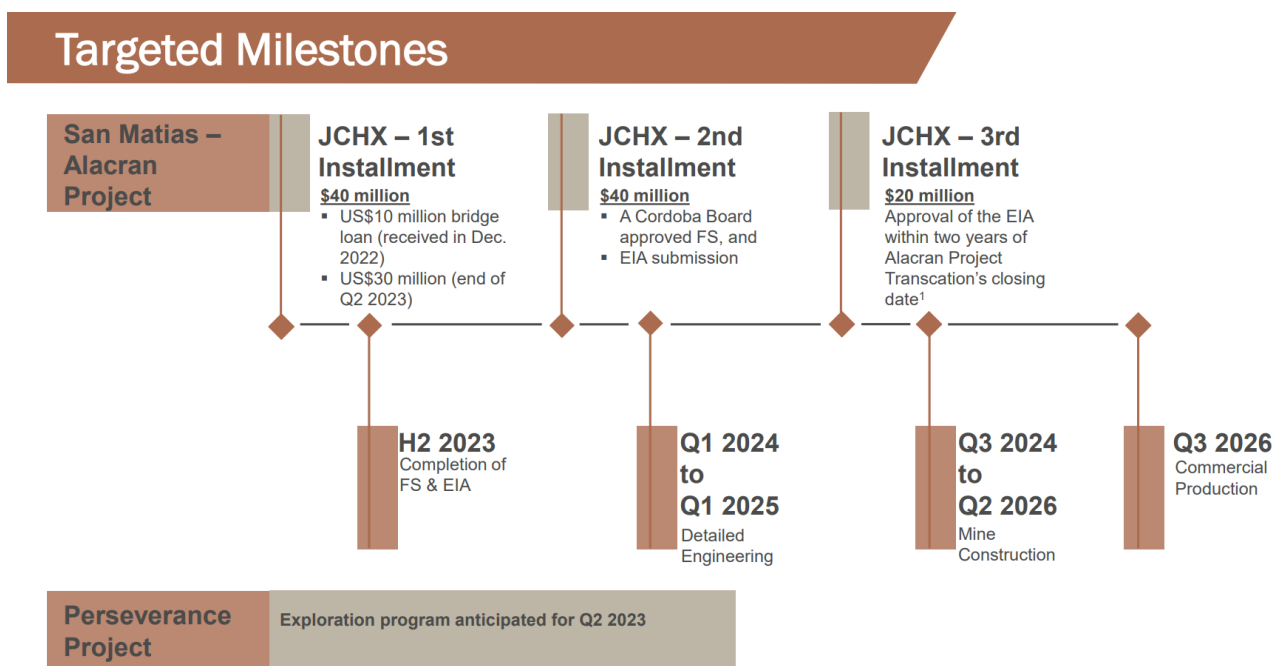 Targeted Milestones
San Matias –
Alacran
Project
JCHX – 1st
Installment
$40 million
▪ US$10 million bridge
loan (received in Dec.
2022)
▪ US$30 million (end of
Q2 2023)
JCHX – 2nd
Installment
$40 million
▪ A Cordoba Board
approved FS, and
▪ EIA submission
JCHX – 3rd
Installment
$20 million
Approval of the EIA
within two years of
Alacran Project
Transcation’s closing
date¹
H2 2023
Completion of
FS & EIA
Q1 2024
to
Q1 2025
Detailed
Engineering
Q3 2024
to
Q2 2026
Mine
Construction
Q3 2026
Commercial
Production
Perseverance
Project
Exploration program anticipated for Q2 2023